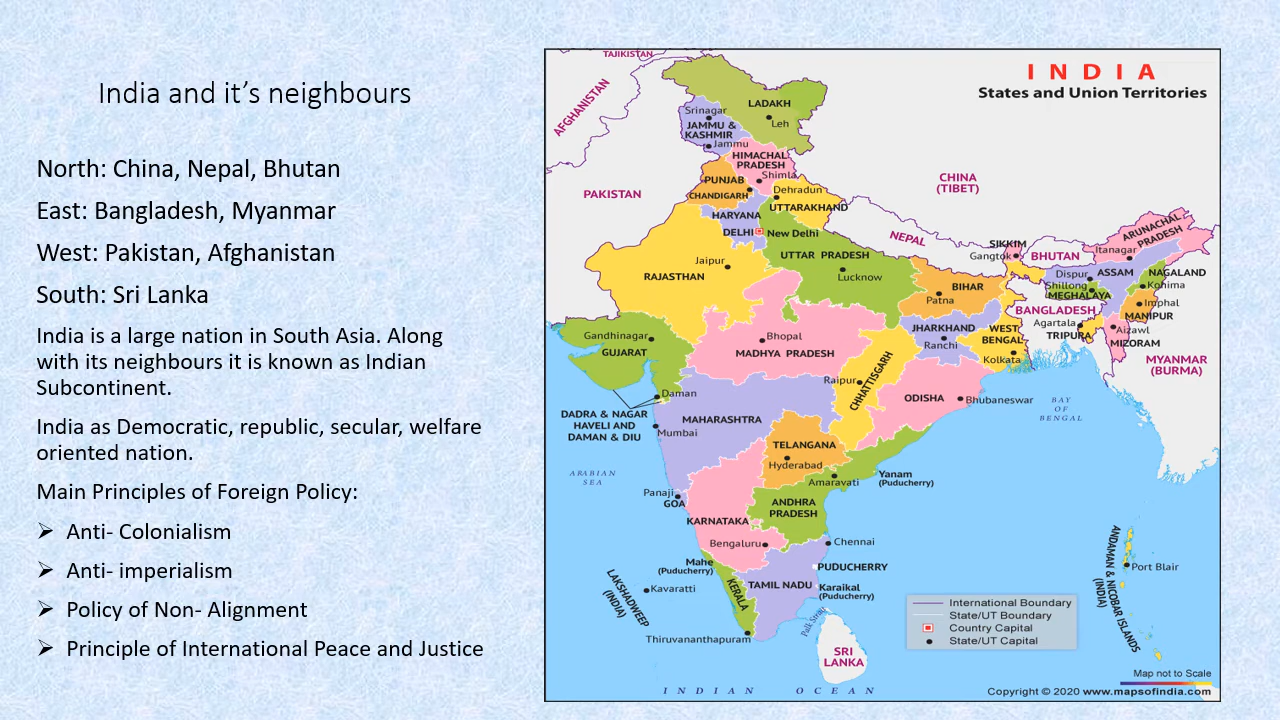 India and it’s neighbours
North: China, Nepal, Bhutan
East: Bangladesh, Myanmar
West: Pakistan, Afghanistan
South: Sri Lanka
India is a large nation in South Asia. Along
with its neighbours it is known as Indian
Subcontinent.
India as Democratic, republic, secular, welfare
oriented nation.
Main Principles of Foreign Policy:
➢ Anti- Colonialism
➢ Anti- imperialism
➢ Policy of Non- Alignment
➢ Principle of International Peace and Justice
INDIA
States and Union Territories
TAJIKISTAN
AFGHANISTAN
PAKISTAN
CHINA
(TIBET)
NEPAL
BHUTAN
BANGLADESH
MYANMAR
(BURMA)
SRI
LANKA
LADAKH
Leh
Srinagar
JAMMU &
KASHMIR
Jammu
HIMACHAL
PRADESH
Shimla
PUNJAB
CHANDIGARH
Dehradun
UTTARAKHAND
HARYANA
DELHI
New Delhi
Jaipur
RAJASTHAN
UTTAR PRADESH
Lucknow
SIKKIM
Gangtok
ARUNACHAL
PRADESH
Itanagar
Dispur
ASSAM
NAGALAND
Kohima
Shillong
MEGHALAYA
Imphal
MANIPUR
Agartala
TRIPURA
Aizawl
MIZORAM
BIHAR
Patna
JHARKHAND
Ranchi
WEST
BENGAL
Kolkata
Gandhinagar
GUJARAT
Bhopal
MADHYA PRADESH
Raipur
CHHATTISGARH
ODISHA
Bhubaneswar
Daman
DADRA & NAGAR
HAVELI AND
DAMAN & DIU
MAHARASHTRA
Mumbai
TELANGANA
Hyderabad
Amaravati
Yanam
(Puducherry)
ANDHRA
PRADESH
Panaji
GOA
KARNATAKA
Bengaluru
Chennai
Mahe
(Puducherry)
PUDUCHERRY
Karaikal
(Puducherry)
TAMIL NADU
KERALA
Thiruvananthapuram
LAKSHADWEEP
(INDIA)
Kavaratti
ANDAMAN & NICOBAR ISLANDS
(INDIA)
Port Blair
ARABIAN
SEA
BAY
OF
BENGAL
Palk Strait
INDIAN OCEAN
International Boundary
State/UT Boundary
Country Capital
State/UT Capital
Map not to Scale
Copyright © 2020 www.mapsofindia.com